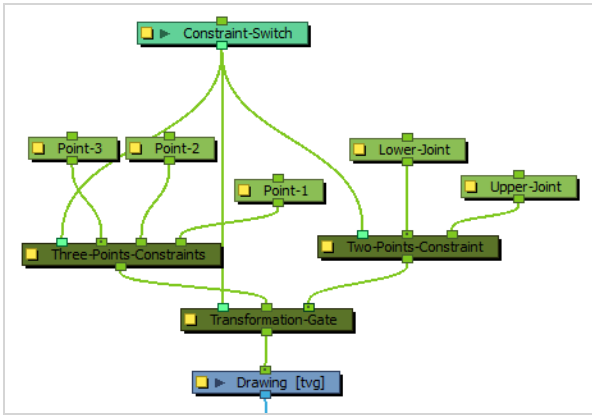 Constraint-Switch
Point-3
Point-2
Lower-Joint
Point-1
Upper-Joint
Three-Points-Constraints
Two-Points-Constraint
Transformation-Gate
Drawing [tvg]